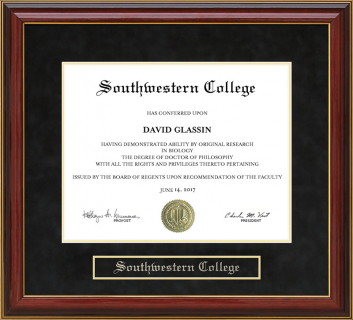 Southwestern College
HAS CONFERRED UPON
DAVID GLASSIN
HAVING DEMONSTRATED ABILITY BY ORIGINAL RESEARCH
IN BIOLOGY
THE DEGREE OF DOCTOR OF PHILOSOPHY
WITH ALL THE RIGHTS AND PRIVILEGES THERETO PERTAINING
ISSUED BY THE BOARD OF REGENTS UPON RECOMMENDATION OF THE FACULTY
JUNE 14, 2017
PROVOST
PRESIDENT
Southwestern College